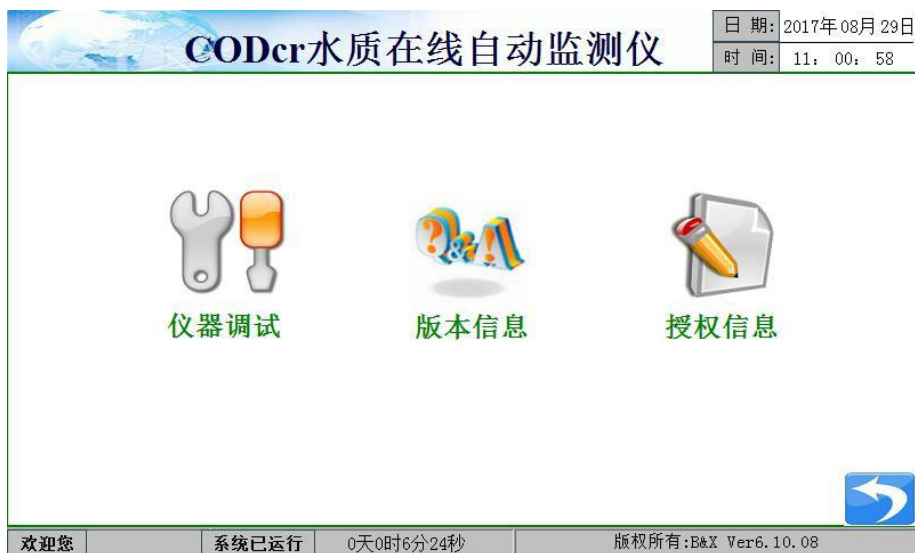 CODcr水质在线自动监测仪
日 期: 2017年08月29日
时 间: 11: 00: 58
Q&A!
仪器调试 版本信息 授权信息
欢迎您 系统已运行 0天0时6分24秒 版权所有:B&X Ver6.10.08